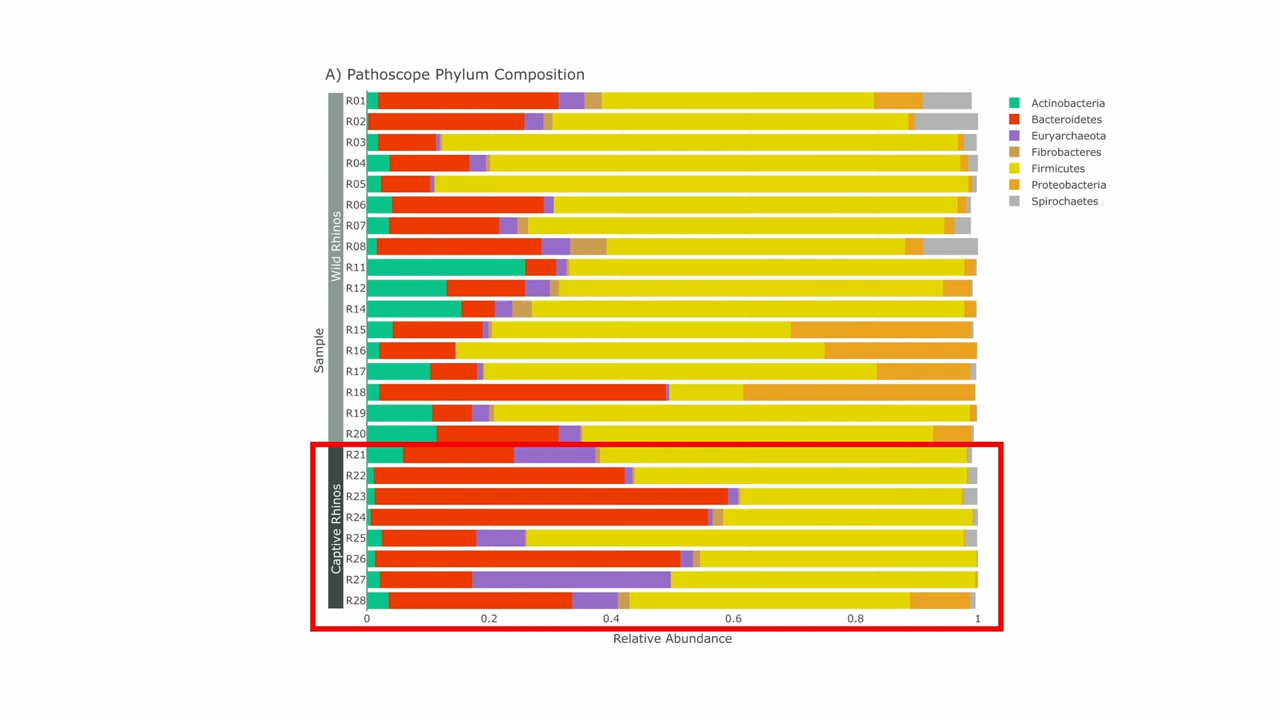 A) Pathoscope Phylum Composition
Sample
Wild Rhinos
Captive Rhinos
R01
R02
R03
R04
R05
R06
R07
R08
R11
R12
R14
R15
R16
R17
R18
R19
R20
R21
R22
R23
R24
R25
R26
R27
R28
0 0.2 0.4 0.6 0.8 1
Relative Abundance
Actinobacteria
Bacteroidetes
Euryarchaeota
Fibrobacteres
Firmicutes
Proteobacteria
Spirochaetes